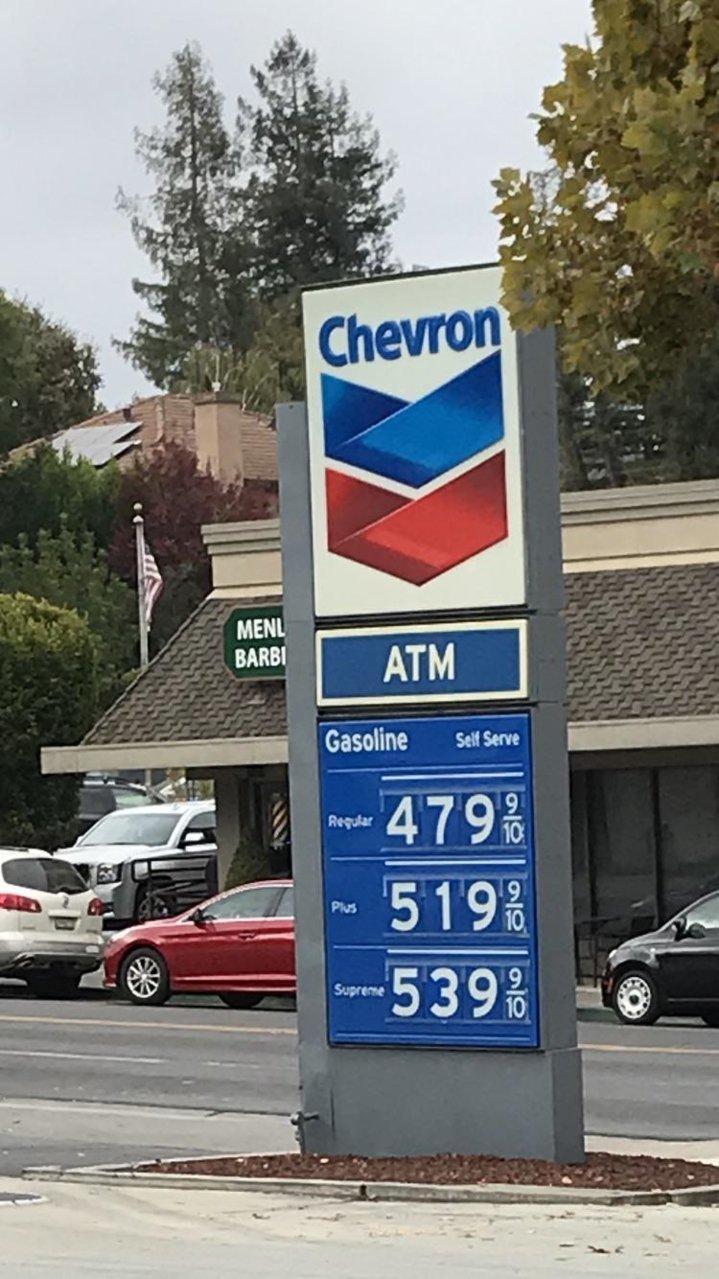 Chevron
MENL
BARB
ATM
Gasoline Self Serve
Regular 479 9/10
Plus 519 9/10
Supreme 539 9/10